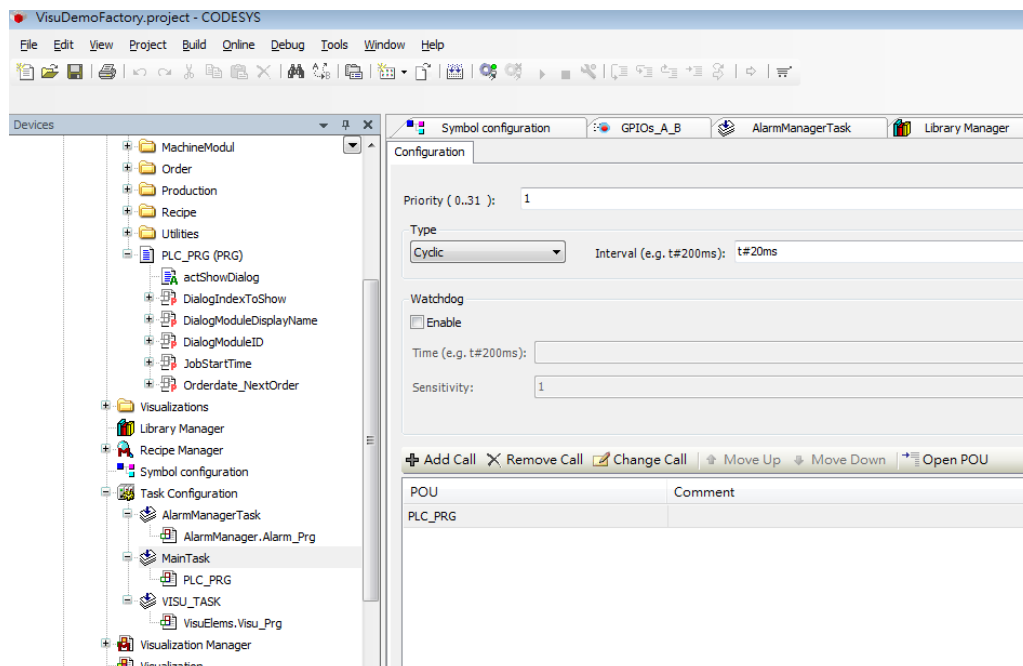 VisuDemoFactory.project - CODESYS
File Edit View Project Build Online Debug Tools Window Help
Devices
Symbol configuration GPIOs_A_B AlarmManagerTask Library Manager
Configuration
MachineModul
Order
Production
Recipe
Utilities
PLC_PRG (PRG)
actShowDialog
DialogIndexToShow
DialogModuleDisplayName
DialogModuleID
JobStartTime
Orderdate_NextOrder
Visualizations
Library Manager
Recipe Manager
Symbol configuration
Task Configuration
AlarmManagerTask
AlarmManager.Alarm_Prg
MainTask
PLC_PRG
VISU_TASK
VisuElems.Visu_Prg
Visualization Manager
Visualization
Priority ( 0..31 ): 1
Type
Cyclic Interval (e.g. t#200ms): t#20ms
Watchdog
Enable
Time (e.g. t#200ms):
Sensitivity: 1
Add Call Remove Call Change Call Move Up Move Down Open POU
POU Comment
PLC_PRG